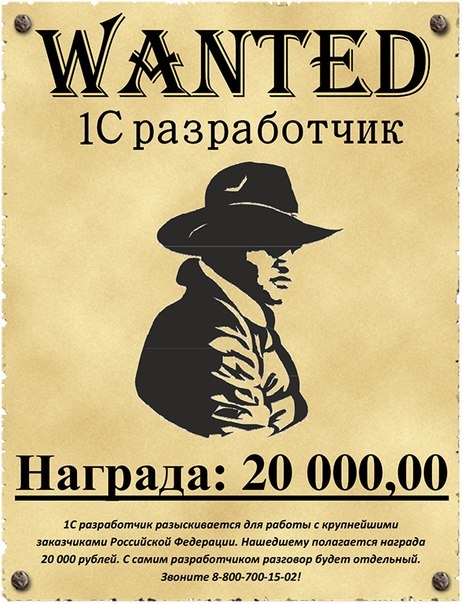 WANTED
1С разработчик
Награда: 20 000,00
1С разработчик разыскивается для работы с крупнейшими
заказчиками Российской Федерации. Нашедшему полагается награда
20 000 рублей. С самим разработчиком разговор будет отдельный.
Звоните 8-800-700-15-02!